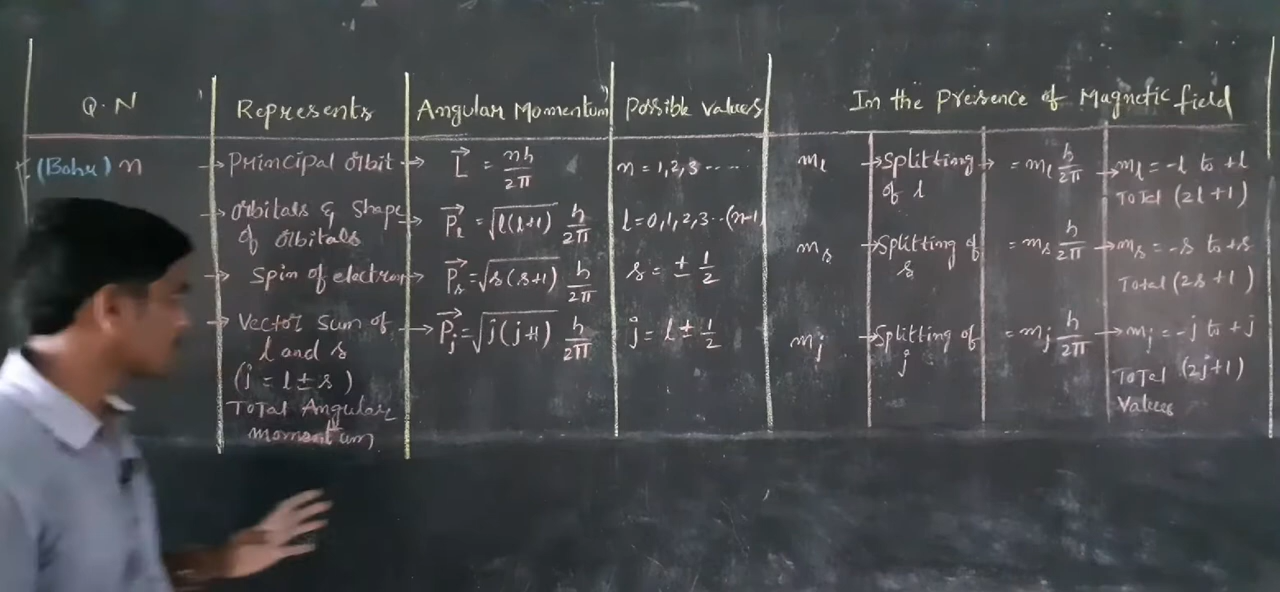 Q.N Represents Angular Momentum Possible Values In the Preisence of Magnetic field
(Bohr) n → Principal orbit → L⃗ = nh/2π n = 1,2,3----- mₗ → Splitting of l → = mₗ h/2π → mₗ = -l to +l
Total (2l+1)
→ orbitals & Shape of orbitals → P⃗ₗ = √l(l+1) h/2π l = 0,1,2,3--(n-1)
→ Spin of electron → P⃗ₛ = √s(s+1) h/2π s = ± 1/2 mₛ → Splitting of s = mₛ h/2π → mₛ = -s to +s
Total (2s+1)
→ Vector Sum of l and s → P⃗ⱼ = √j(j+1) h/2π j = l ± 1/2 mⱼ → Splitting of j = mⱼ h/2π → mⱼ = -j to +j
(j = l ± s) Total (2j+1)
Total Angular Values
momentum